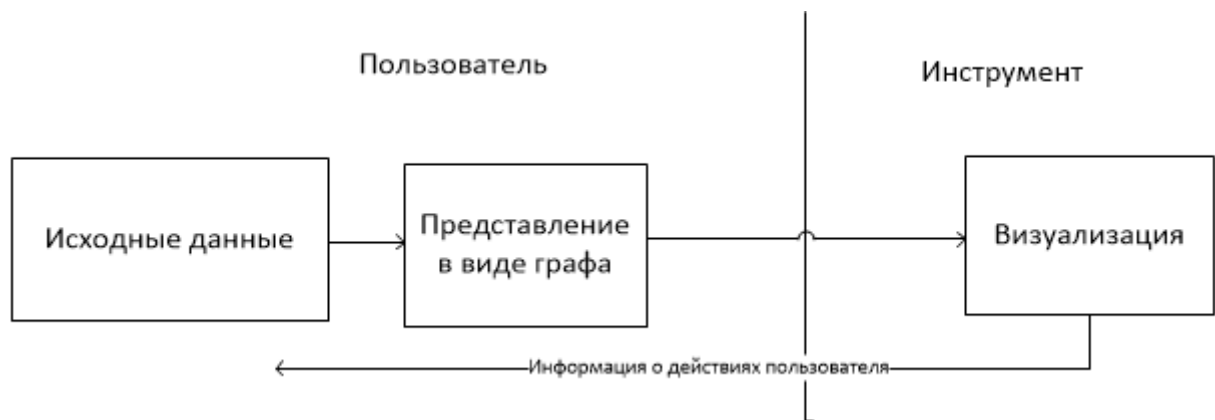 Пользователь
Инструмент
Исходные данные
Представление
в виде графа
Визуализация
Информация о действиях пользователя